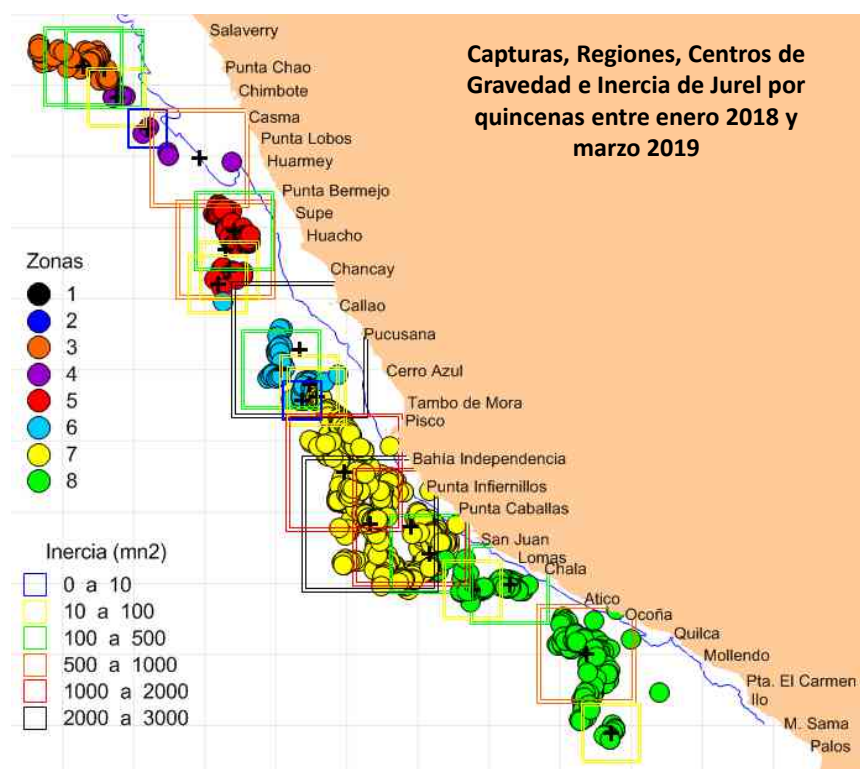 Capturas, Regiones, Centros de
Gravedad e Inercia de Jurel por
quincenas entre enero 2018 y
marzo 2019
Salaverry
Punta Chao
Chimbote
Casma
Punta Lobos
Huarmey
Punta Bermejo
Supe
Huacho
Chancay
Callao
Pucusana
Cerro Azul
Tambo de Mora
Pisco
Bahía Independencia
Punta Infiernillos
Punta Caballas
San Juan
Lomas
Chala
Atico
Ocoña
Quilca
Mollendo
Pta. El Carmen
Ilo
M. Sama
Palos
Zonas
1
2
3
4
5
6
7
8
Inercia (mn2)
0 a 10
10 a 100
100 a 500
500 a 1000
1000 a 2000
2000 a 3000